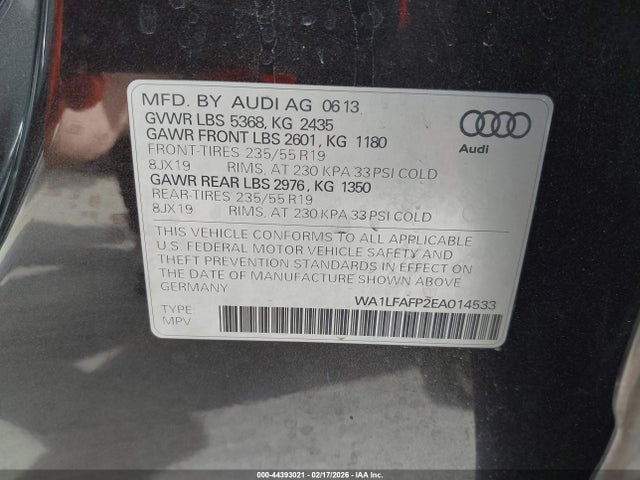 MFD. BY AUDI AG 0613
GVWR LBS 5368, KG 2435
GAWR FRONT LBS 2601, KG 1180
FRONT-TIRES 235/55 R19
8JX19 RIMS, AT 230 KPA 33 PSI COLD
GAWR REAR LBS 2976, KG 1350
REAR-TIRES 235/55 R19
8JX19 RIMS, AT 230 KPA 33 PSI COLD
Audi
THIS VEHICLE CONFORMS TO ALL APPLICABLE
U.S. FEDERAL MOTOR VEHICLE SAFETY AND
THEFT PREVENTION STANDARDS IN EFFECT ON
THE DATE OF MANUFACTURE SHOWN ABOVE
GERMANY
WA1LFAFP2EA014533
TYPE
MPV
000-44393021 - 02/17/2026 - IAA Inc.